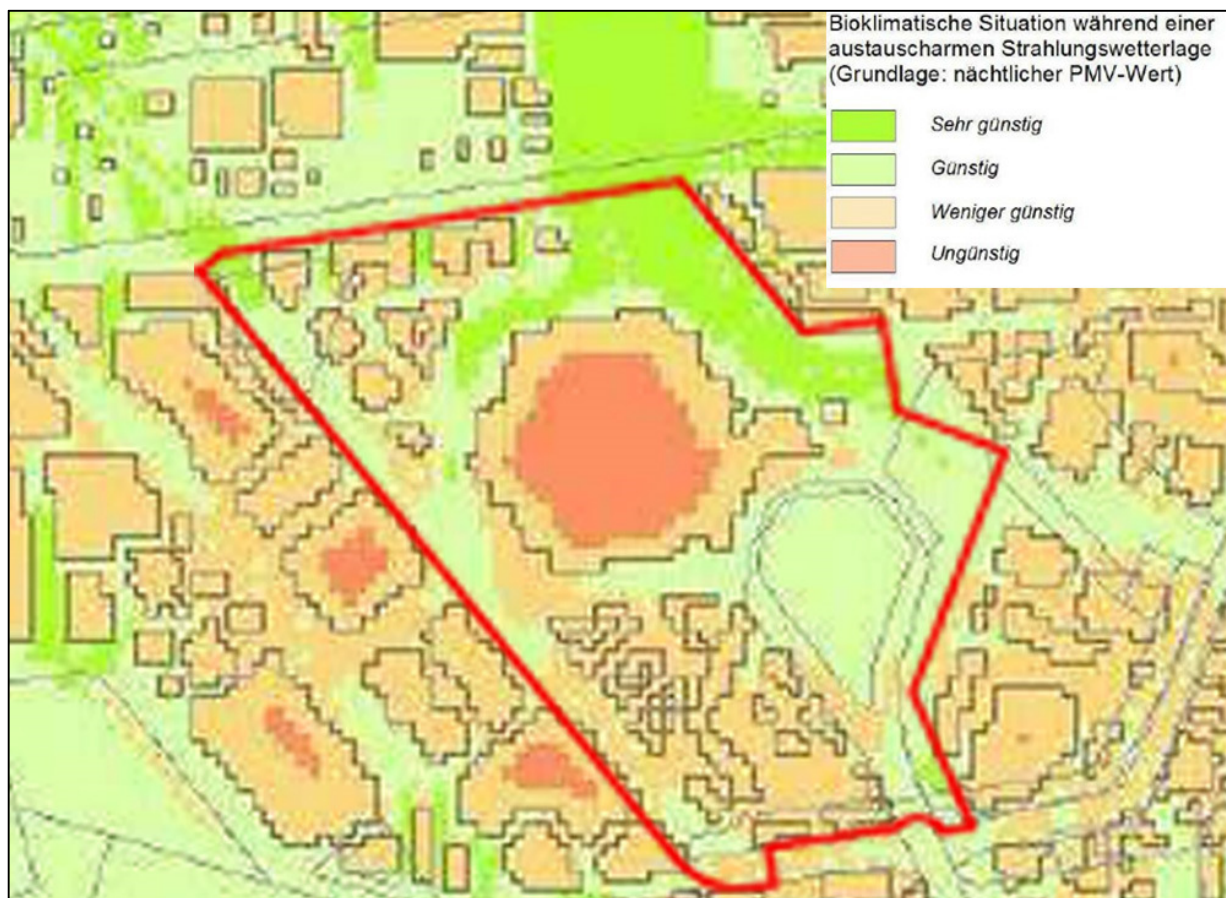 Bioklimatische Situation während einer
austauscharmen Strahlungswetterlage
(Grundlage: nächtlicher PMV-Wert)
Sehr günstig
Günstig
Weniger günstig
Ungünstig